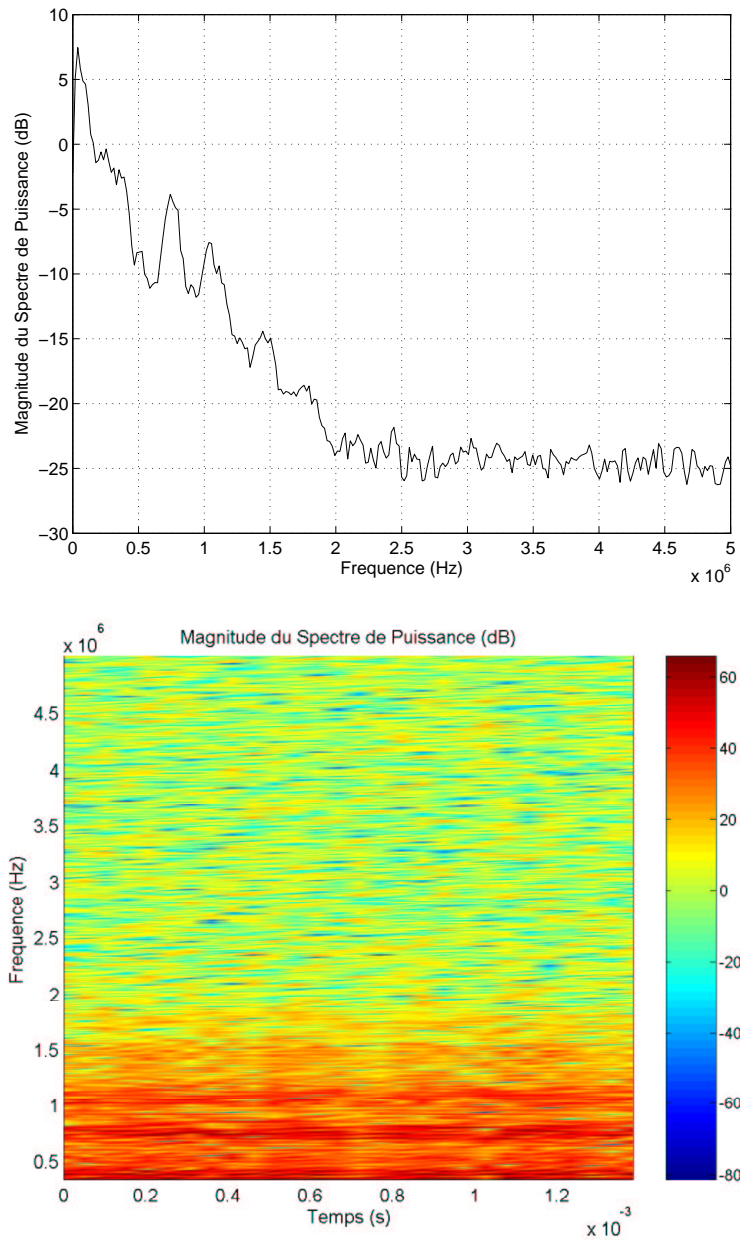 10
5
0
−5
−10
−15
−20
−25
−30
Magnitude du Spectre de Puissance (dB)
0 0.5 1 1.5 2 2.5 3 3.5 4 4.5 5
Frequence (Hz)
x 10^6
x 10^6
Magnitude du Spectre de Puissance (dB)
4.5
4
3.5
3
2.5
2
1.5
1
0.5
Frequence (Hz)
0 0.2 0.4 0.6 0.8 1 1.2
Temps (s)
x 10^-3
60
40
20
0
-20
-40
-60
-80